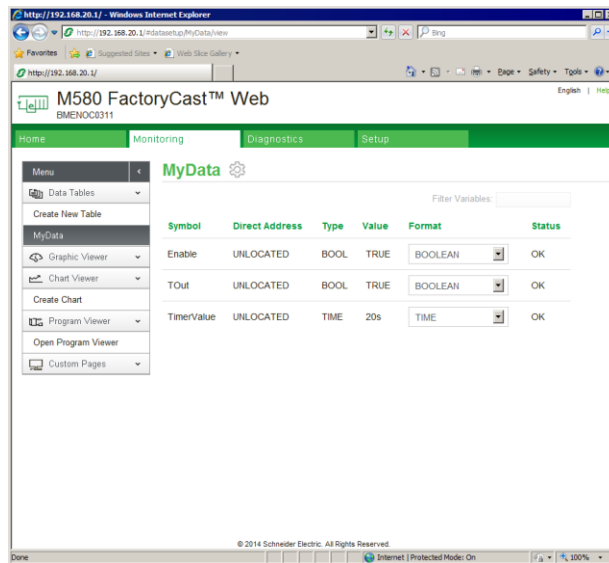 http://192.168.20.1/ - Windows Internet Explorer
http://192.168.20.1/#datasetup/MyData/view
Bing
Favorites Suggested Sites Web Slice Gallery
http://192.168.20.1/
Page Safety Tools
M580 FactoryCast™ Web
BMENOC0311
English | Help
Home Monitoring Diagnostics Setup
Menu
Data Tables
Create New Table
MyData
Graphic Viewer
Chart Viewer
Create Chart
Program Viewer
Open Program Viewer
Custom Pages
MyData
Filter Variables:
Symbol Direct Address Type Value Format Status
Enable UNLOCATED BOOL TRUE BOOLEAN OK
TOut UNLOCATED BOOL TRUE BOOLEAN OK
TimerValue UNLOCATED TIME 20s TIME OK
© 2014 Schneider Electric. All Rights Reserved.
Done Internet | Protected Mode: On 100%